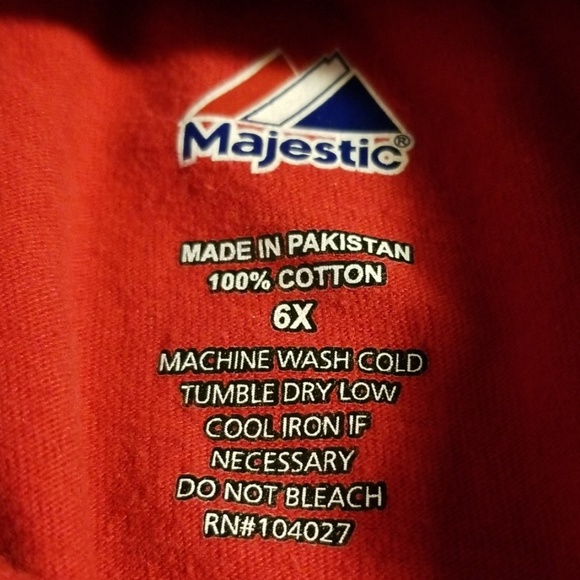 Majestic®
MADE IN PAKISTAN
100% COTTON
6X
MACHINE WASH COLD
TUMBLE DRY LOW
COOL IRON IF
NECESSARY
DO NOT BLEACH
RN#104027